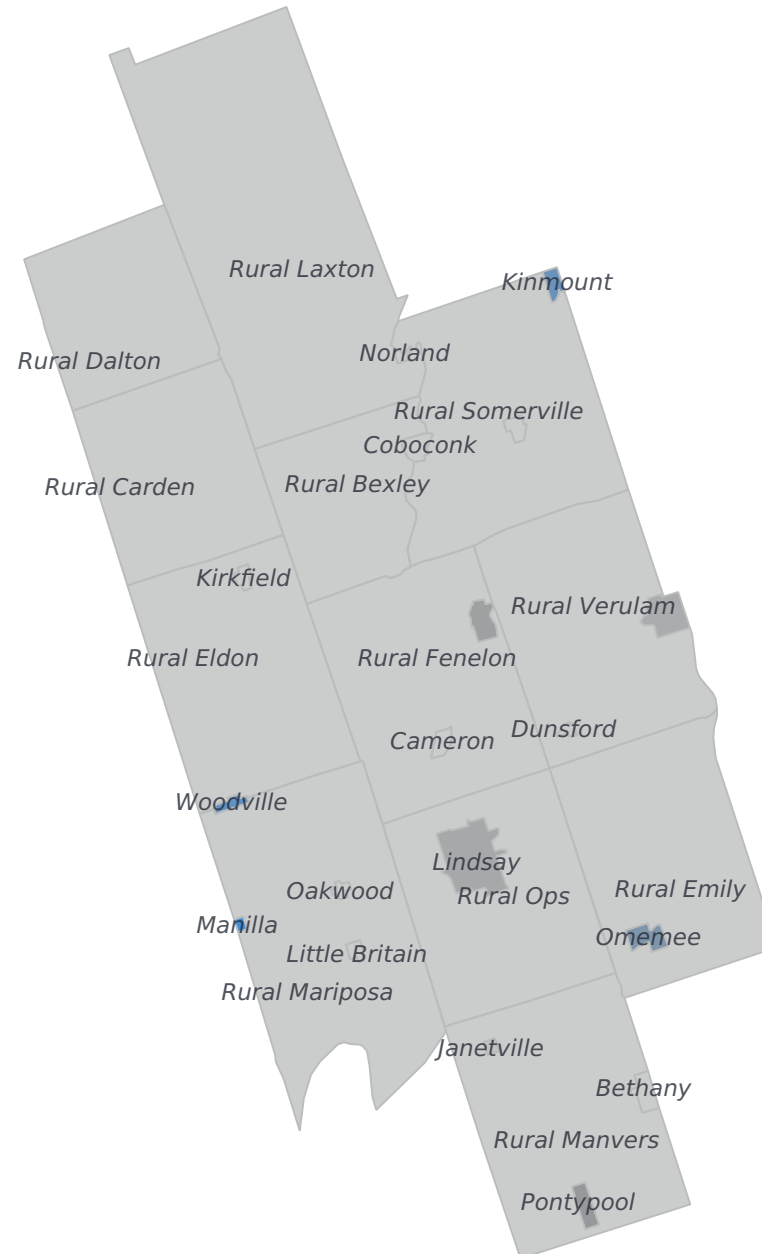 Rural Laxton
Kinmount
Norland
Rural Dalton
Rural Somerville
Coboconk
Rural Bexley
Rural Carden
Kirkfield
Rural Verulam
Rural Eldon
Rural Fenelon
Dunsford
Cameron
Woodville
Lindsay
Oakwood
Rural Ops
Rural Emily
Manilla
Omemee
Little Britain
Rural Mariposa
Janetville
Bethany
Rural Manvers
Pontypool